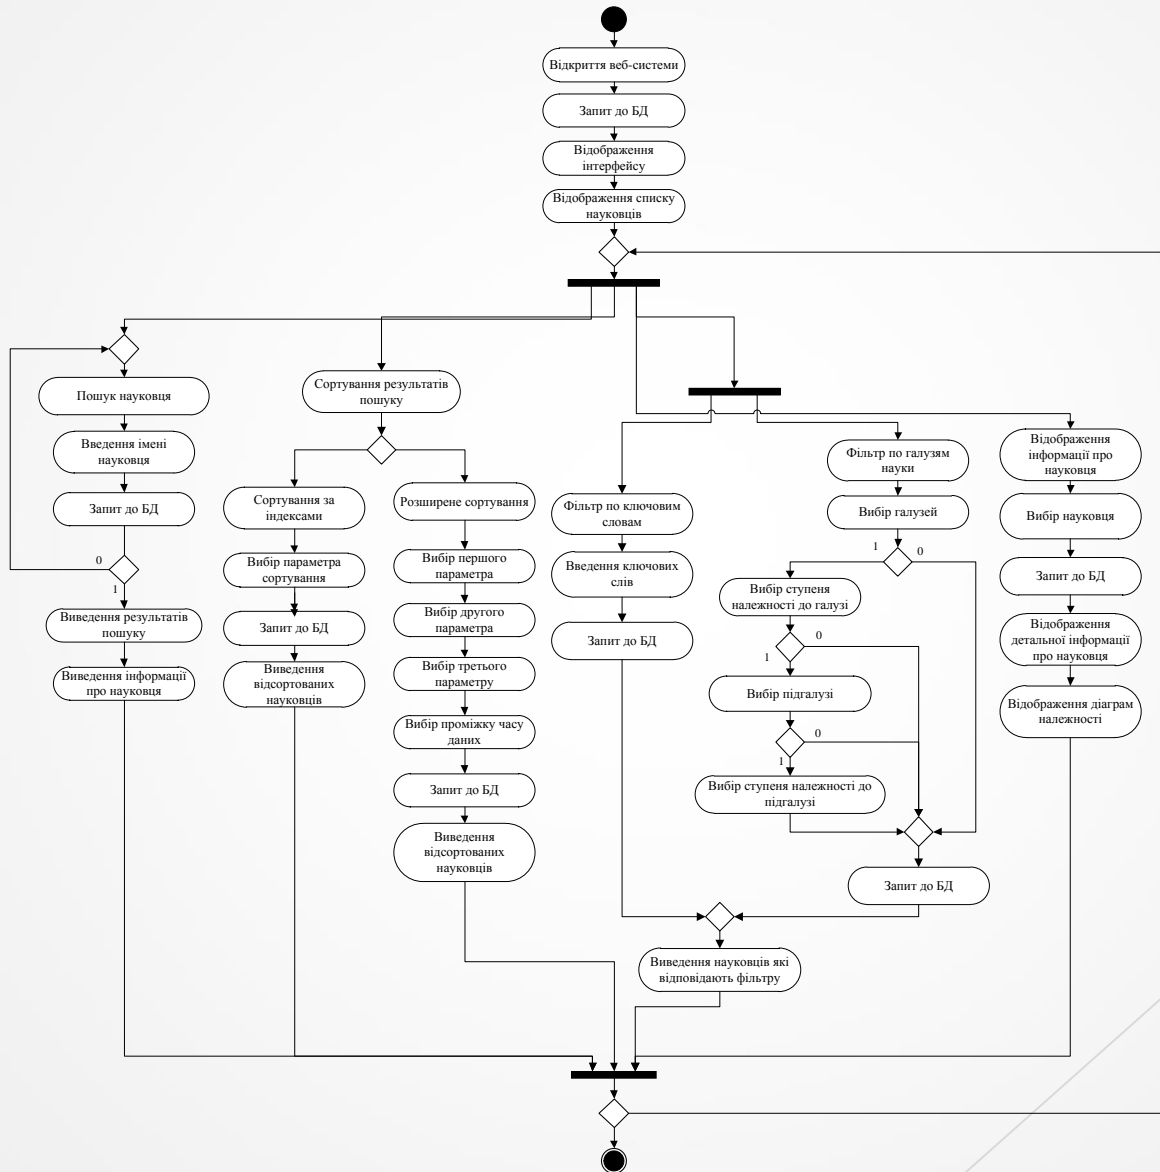 Відкриття веб-системи
Запит до БД
Відображення
інтерфейсу
Відображення списку
науковців
Пошук науковця
Введення імені
науковця
Запит до БД
0
1
Виведення результатів
пошуку
Виведення інформації
про науковця
Сортування результатів
пошуку
Сортування за
індексами
Вибір параметра
сортування
Запит до БД
Виведення
відсортованих
науковців
Розширене сортування
Вибір першого
параметра
Вибір другого
параметра
Вибір третього
параметру
Вибір проміжку часу
даних
Запит до БД
Виведення
відсортованих
науковців
Фільтр по ключовим
словам
Введення ключових
слів
Запит до БД
Фільтр по галузям
науки
Вибір галузей
1
0
Вибір ступеня
належності до галузі
0
1
Вибір підгалузі
0
1
Вибір ступеня належності до
підгалузі
Запит до БД
Виведення науковців які
відповідають фільтру
Відображення
інформації про
науковця
Вибір науковця
Запит до БД
Відображення
детальної інформації
про науковця
Відображення діаграм
належності